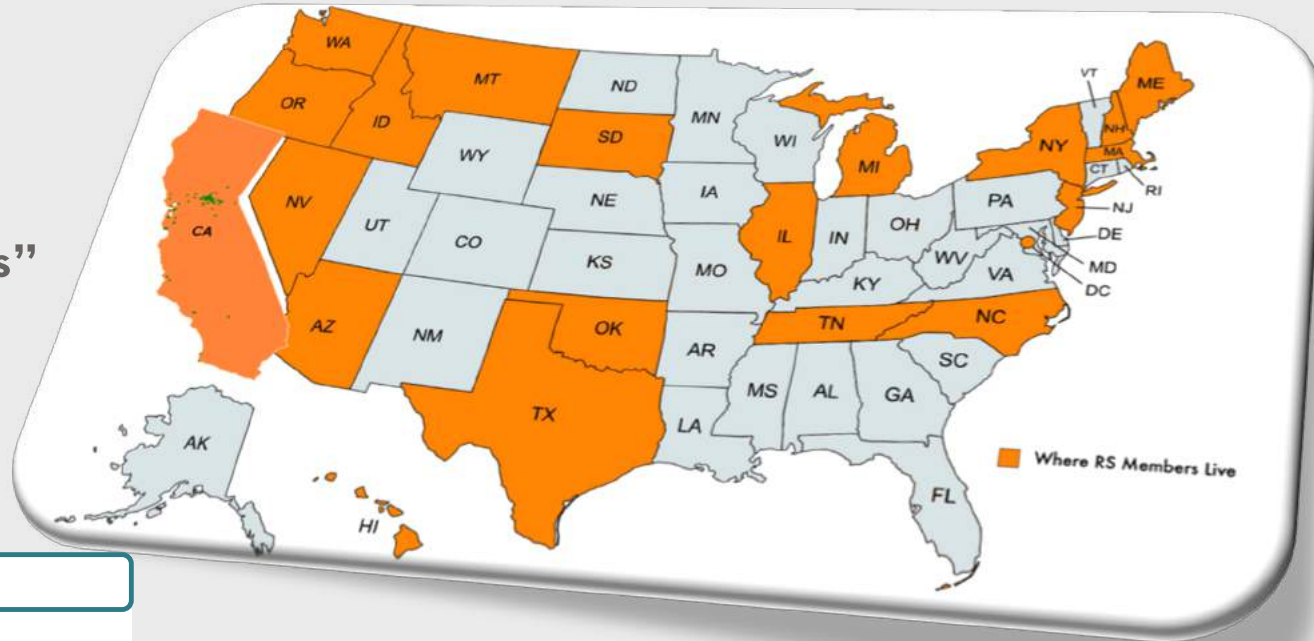 s”
WA
MT
ND
MN
VT
ME
OR
ID
SD
WI
MI
NY
NH
MA
CT
RI
WY
NV
CA
UT
CO
NE
IA
IL
IN
OH
PA
NJ
DE
MD
DC
KS
MO
KY
WV
VA
AZ
NM
OK
AR
TN
NC
SC
TX
LA
MS
AL
GA
FL
AK
HI
Where RS Members Live